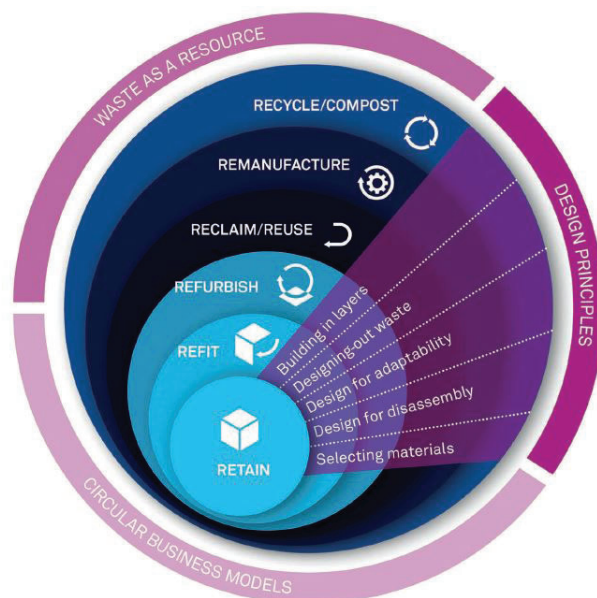 WASTE AS A RESOURCE
DESIGN PRINCIPLES
CIRCULAR BUSINESS MODELS
RECYCLE/COMPOST
REMANUFACTURE
RECLAIM/REUSE
REFURBISH
REFIT
RETAIN
Building in layers
Designing-out waste
Design for adaptability
Design for disassembly
Selecting materials